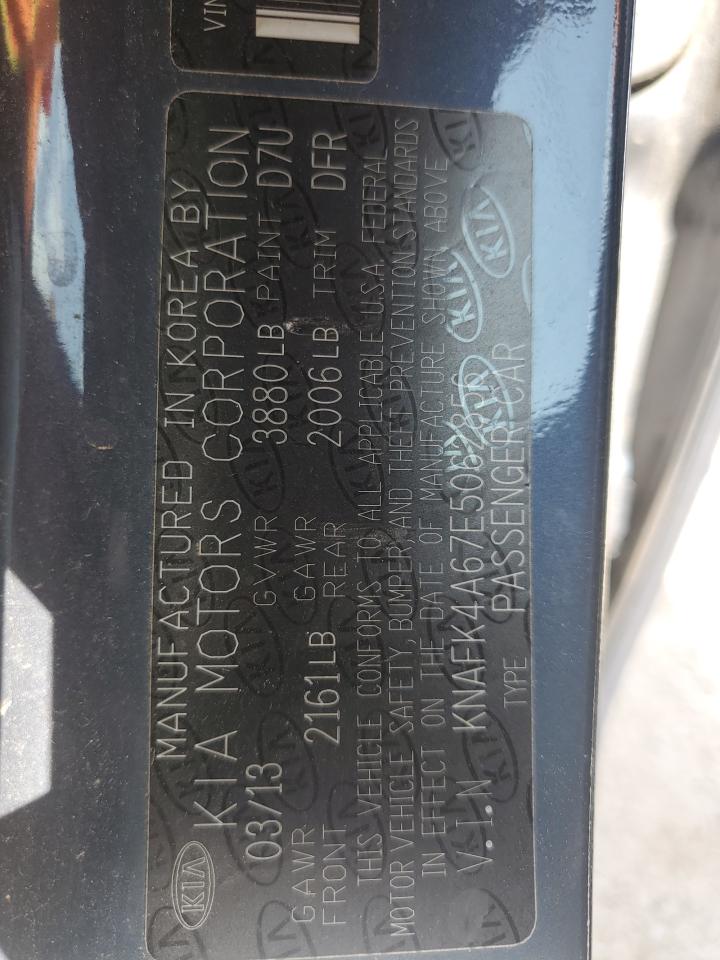 VIN
KIA
MANUFACTURED IN KOREA BY
KIA MOTORS CORPORATION
03/13 GVWR 3880LB PAINT D7U
GAWR FRONT 2161LB GAWR REAR 2006LB TRIM DFR
THIS VEHICLE CONFORMS TO ALL APPLICABLE U.S.A. FEDERAL
MOTOR VEHICLE SAFETY, BUMPER, AND THEFT PREVENTION STANDARDS
IN EFFECT ON THE DATE OF MANUFACTURE SHOWN ABOVE
V.I.N
TYPE PASSENGER CAR